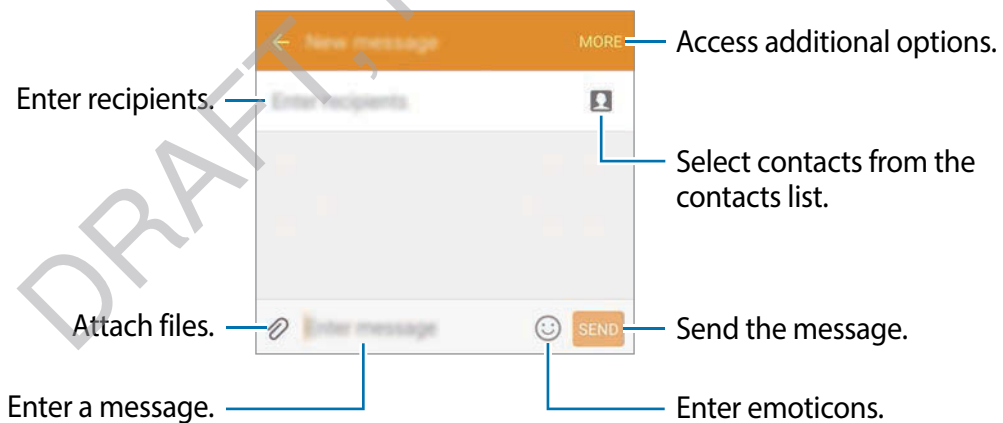 New message
MORE
Access additional options.
Enter recipients.
Enter recipients
Select contacts from the
contacts list.
DRAFT,
Attach files.
Enter message
SEND
Send the message.
Enter a message.
Enter emoticons.